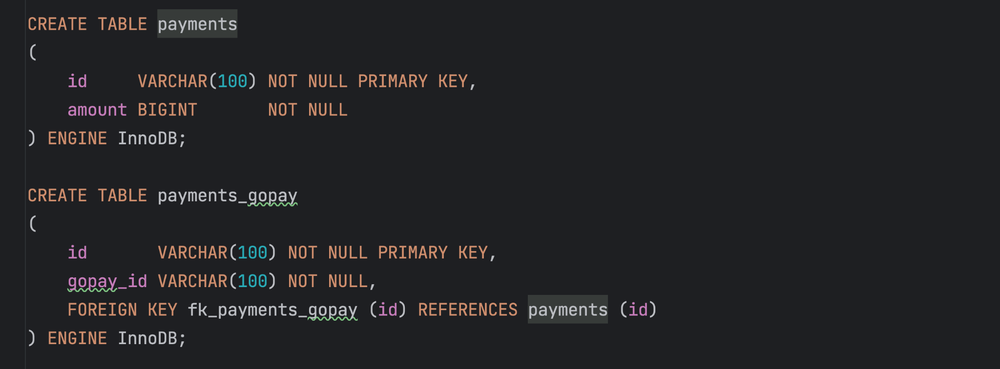 CREATE TABLE payments
(
    id     VARCHAR(100) NOT NULL PRIMARY KEY,
    amount BIGINT       NOT NULL
) ENGINE InnoDB;

CREATE TABLE payments_gopay
(
    id       VARCHAR(100) NOT NULL PRIMARY KEY,
    gopay_id VARCHAR(100) NOT NULL,
    FOREIGN KEY fk_payments_gopay (id) REFERENCES payments (id)
) ENGINE InnoDB;